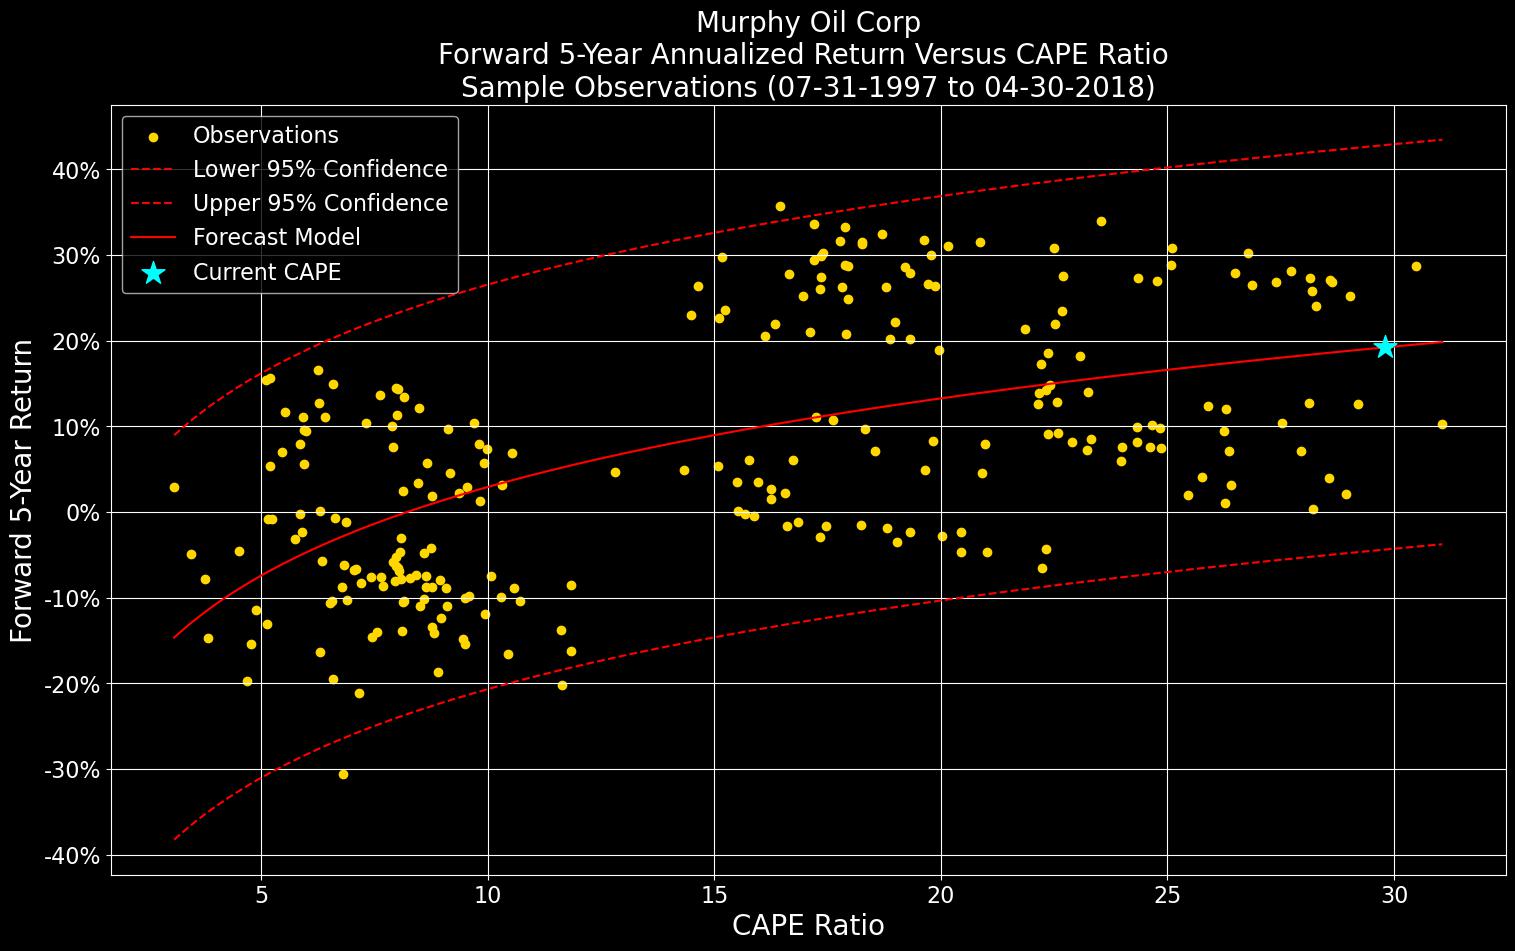 Murphy Oil Corp
Forward 5-Year Annualized Return Versus CAPE Ratio
Sample Observations (07-31-1997 to 04-30-2018)
Observations
Lower 95% Confidence
Upper 95% Confidence
Forecast Model
Current CAPE
Forward 5-Year Return
40%
30%
20%
10%
0%
-10%
-20%
-30%
-40%
5 10 15 20 25 30
CAPE Ratio